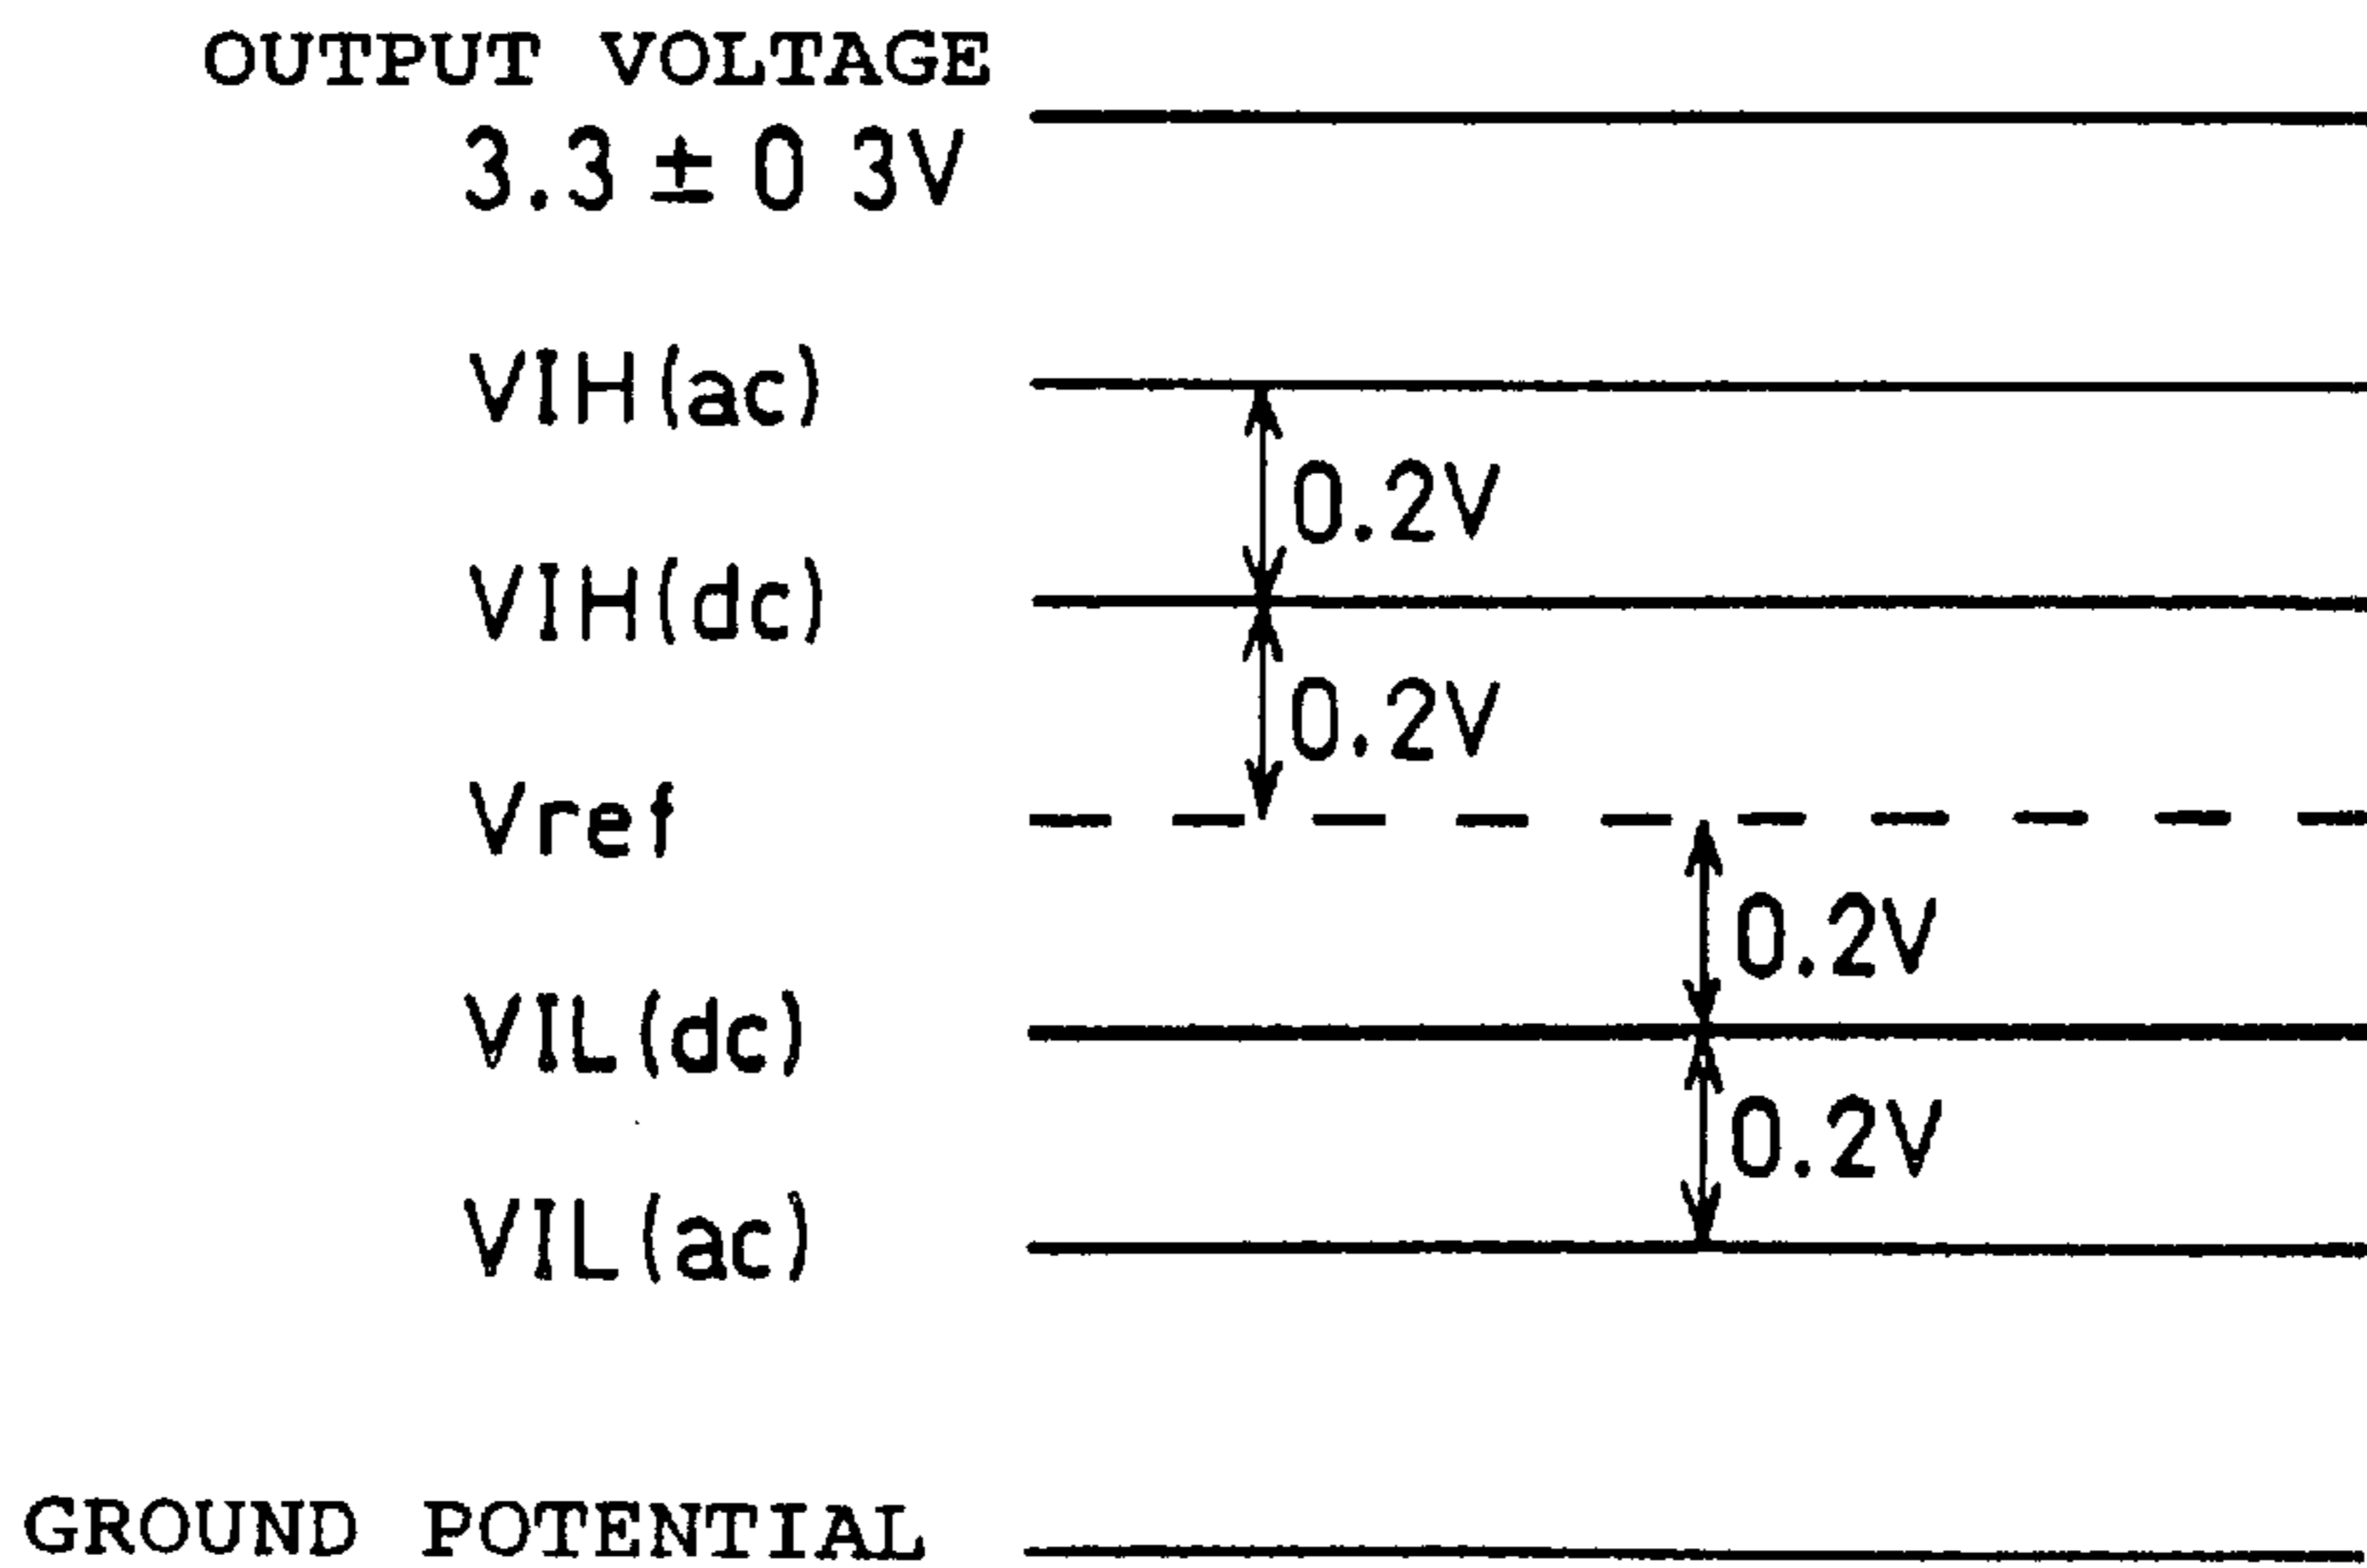 OUTPUT VOLTAGE
3.3 ± 0 3V
VIH(ac)
0.2V
VIH(dc)
0.2V
Vref
0.2V
VIL(dc)
0.2V
VIL(ac)
GROUND POTENTIAL